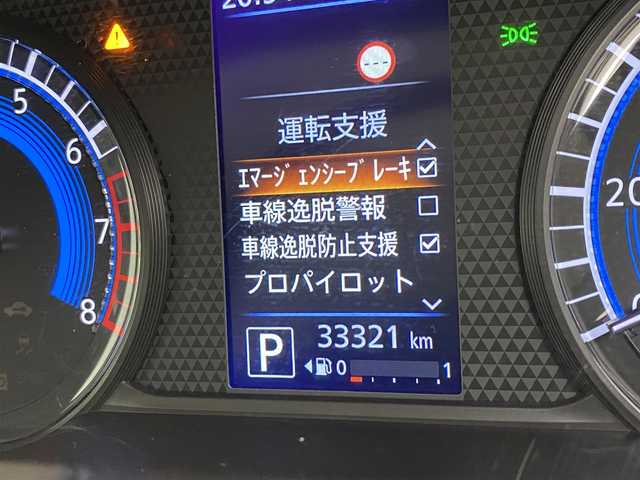 運転支援
ｴﾏｰｼﾞｪﾝｼｰﾌﾞﾚｰｷ
車線逸脱警報
車線逸脱防止支援
プロパイロット
P
33321 km
0 1
5
6
7
8
20